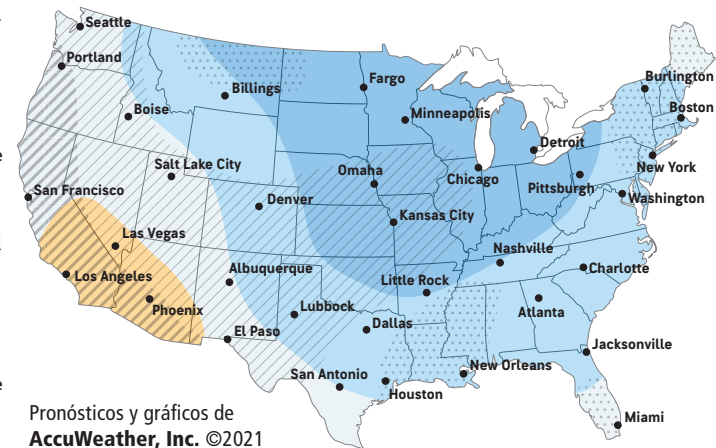 Seattle
Portland
Billings
Fargo
Burlington
Boise
Minneapolis
Boston
Detroit
Salt Lake City
Omaha
Chicago
New York
Pittsburgh
San Francisco
Denver
Washington
Kansas City
Las Vegas
Nashville
Los Angeles
Albuquerque
Charlotte
Little Rock
Phoenix
Lubbock
Atlanta
El Paso
Dallas
Jacksonville
San Antonio
New Orleans
Houston
Miami
Pronósticos y gráficos de
AccuWeather, Inc. ©2021